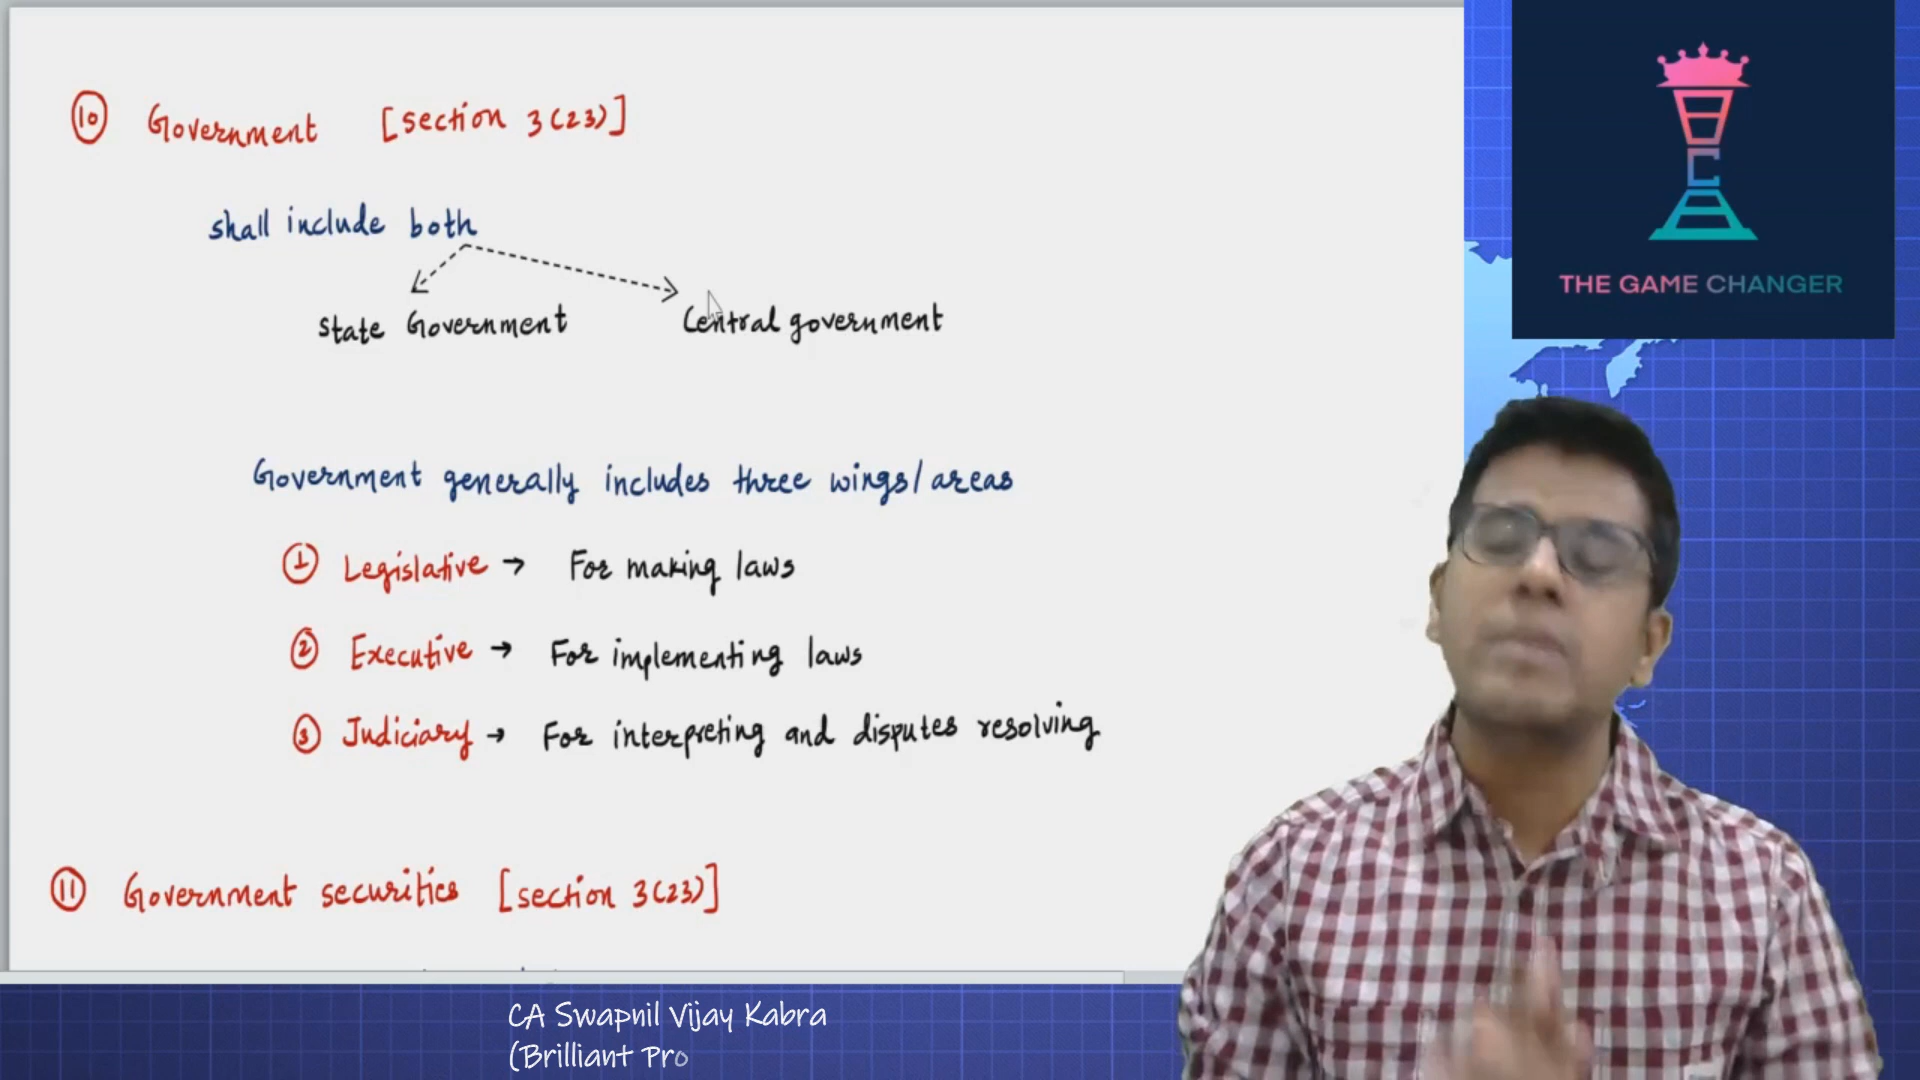 10 Government [section 3(23)]
shall include both
State Government Central government
Government generally includes three wings/areas
1 Legislative → For making laws
2 Executive → For implementing laws
3 Judiciary → For interpreting and disputes resolving
11 Government securities [section 3(23)]
THE GAME CHANGER
CA Swapnil Vijay Kabra
(Brilliant Pro